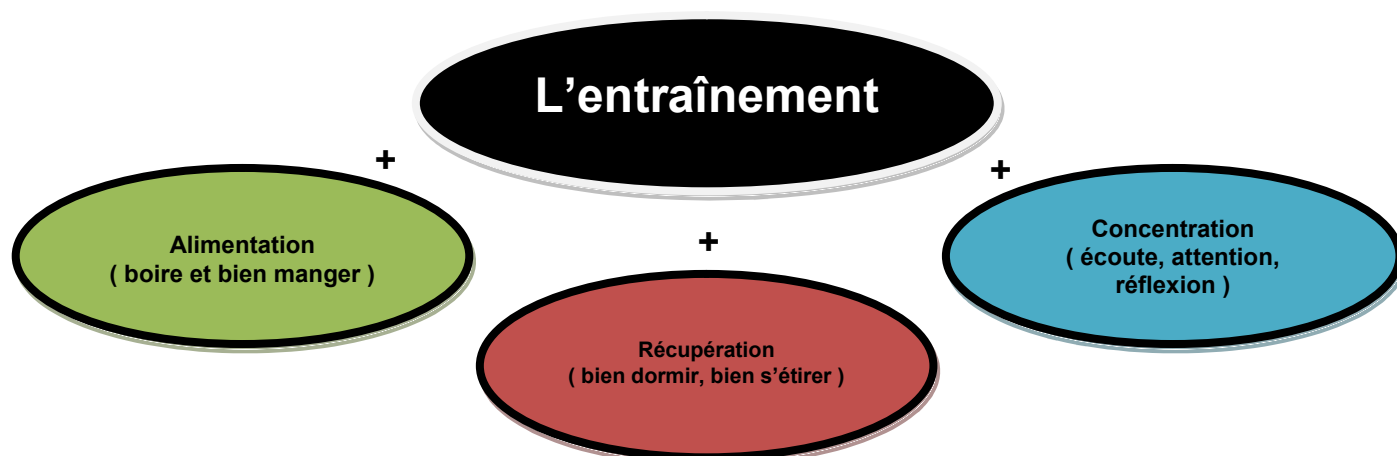 L’entraînement
+
+
Alimentation
( boire et bien manger )
+
Concentration
( écoute, attention,
réflexion )
Récupération
( bien dormir, bien s’étirer )